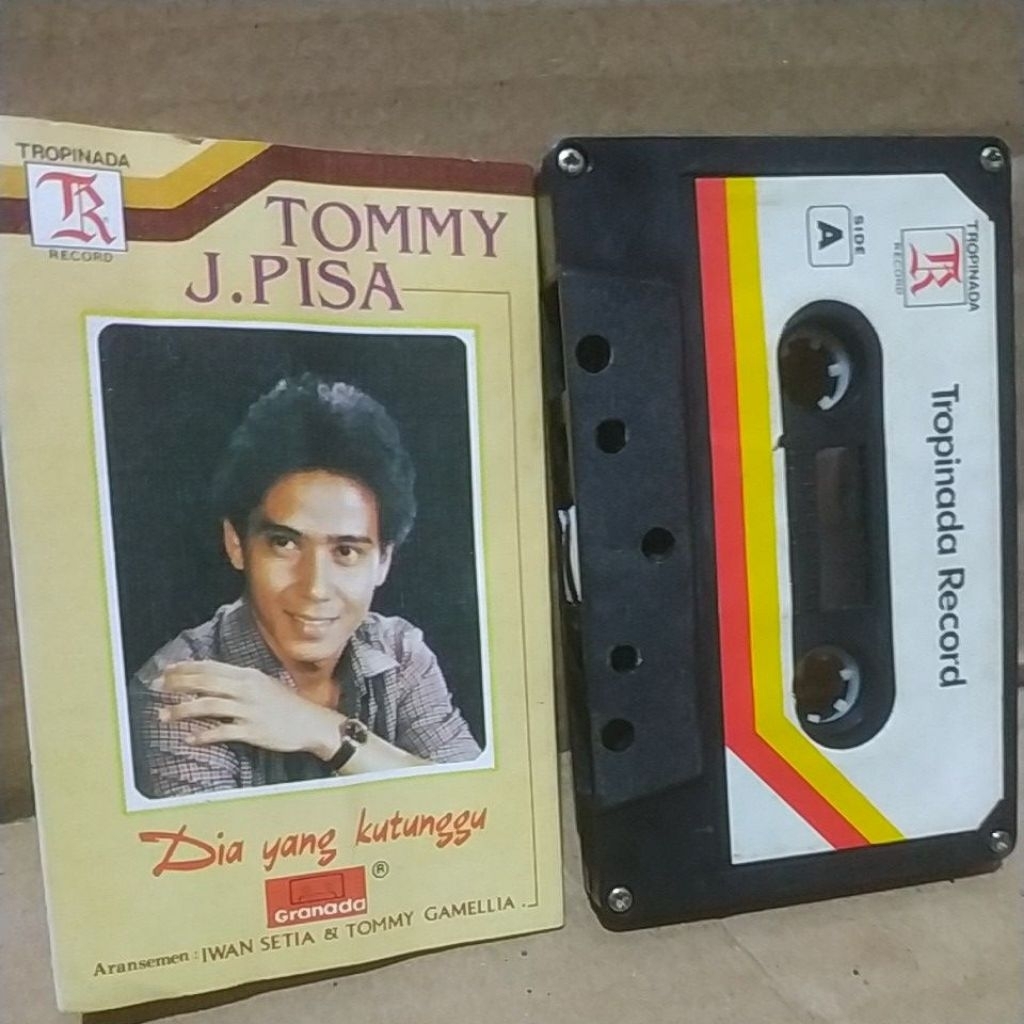 TROPINADA
TR
RECORD
TOMMY
J.PISA
Dia yang kutunggu
®
Granada
Aransemen : IWAN SETIA & TOMMY GAMELLIA .
SIDE
A
TROPINADA
TR
RECORD
Tropinada Record